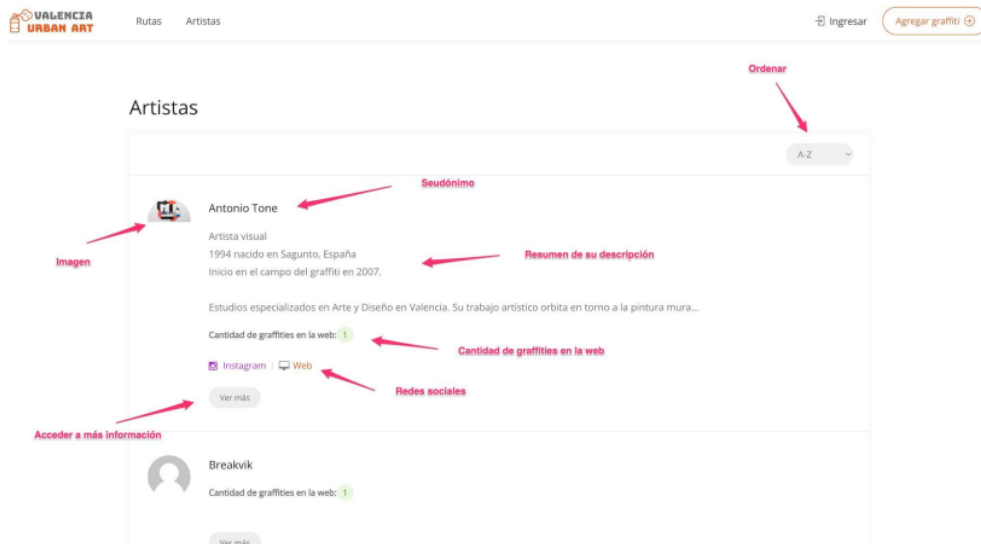 VALENCIA
URBAN ART
Rutas
Artistas
Ingresar
Agregar graffiti
Ordenar
Artistas
A-Z
Seudónimo
Antonio Tone
Imagen
Artista visual
1994 nacido en Sagunto, España
Resumen de su descripción
Inicio en el campo del graffiti en 2007.
Estudios especializados en Arte y Diseño en Valencia. Su trabajo artístico orbita en torno a la pintura mura...
Cantidad de graffities en la web: 1
Cantidad de graffities en la web
Instagram | Web
Redes sociales
Ver más
Acceder a más información
Breakvik
Cantidad de graffities en la web: 1
Ver más